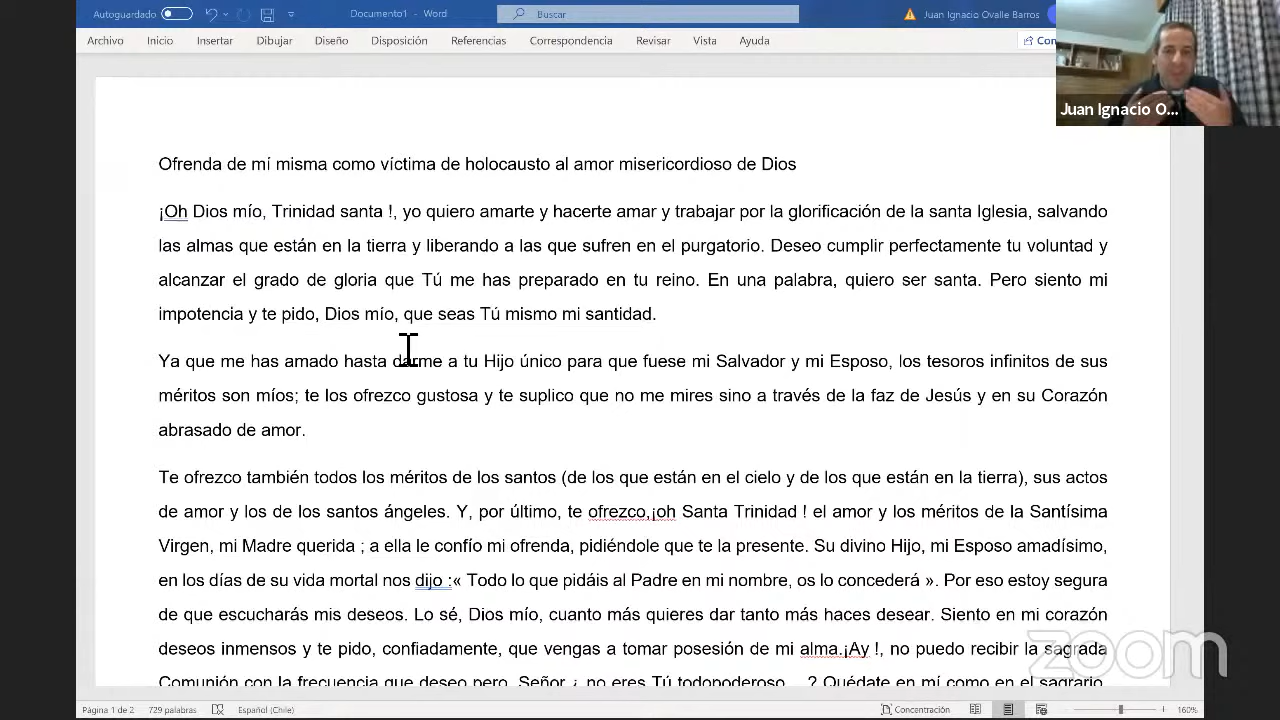 Autoguardado
Documento1 - Word
Buscar
Juan Ignacio Ovalle Barros
Archivo Inicio Insertar Dibujar Diseño Disposición Referencias Correspondencia Revisar Vista Ayuda
Juan Ignacio O...
Ofrenda de mí misma como víctima de holocausto al amor misericordioso de Dios
¡Oh Dios mío, Trinidad santa !, yo quiero amarte y hacerte amar y trabajar por la glorificación de la santa Iglesia, salvando
las almas que están en la tierra y liberando a las que sufren en el purgatorio. Deseo cumplir perfectamente tu voluntad y
alcanzar el grado de gloria que Tú me has preparado en tu reino. En una palabra, quiero ser santa. Pero siento mi
impotencia y te pido, Dios mío, que seas Tú mismo mi santidad.
Ya que me has amado hasta darme a tu Hijo único para que fuese mi Salvador y mi Esposo, los tesoros infinitos de sus
méritos son míos; te los ofrezco gustosa y te suplico que no me mires sino a través de la faz de Jesús y en su Corazón
abrasado de amor.
Te ofrezco también todos los méritos de los santos (de los que están en el cielo y de los que están en la tierra), sus actos
de amor y los de los santos ángeles. Y, por último, te ofrezco,¡oh Santa Trinidad ! el amor y los méritos de la Santísima
Virgen, mi Madre querida ; a ella le confío mi ofrenda, pidiéndole que te la presente. Su divino Hijo, mi Esposo amadísimo,
en los días de su vida mortal nos dijo :« Todo lo que pidáis al Padre en mi nombre, os lo concederá ». Por eso estoy segura
de que escucharás mis deseos. Lo sé, Dios mío, cuanto más quieres dar tanto más haces desear. Siento en mi corazón
deseos inmensos y te pido, confiadamente, que vengas a tomar posesión de mi alma.¡Ay !, no puedo recibir la sagrada
Comunión con la frecuencia que deseo pero, Señor ¿ no eres Tú todopoderoso...? Quédate en mí como en el sagrario,
zoom
Página 1 de 2 729 palabras Español (Chile) Concentración 160%